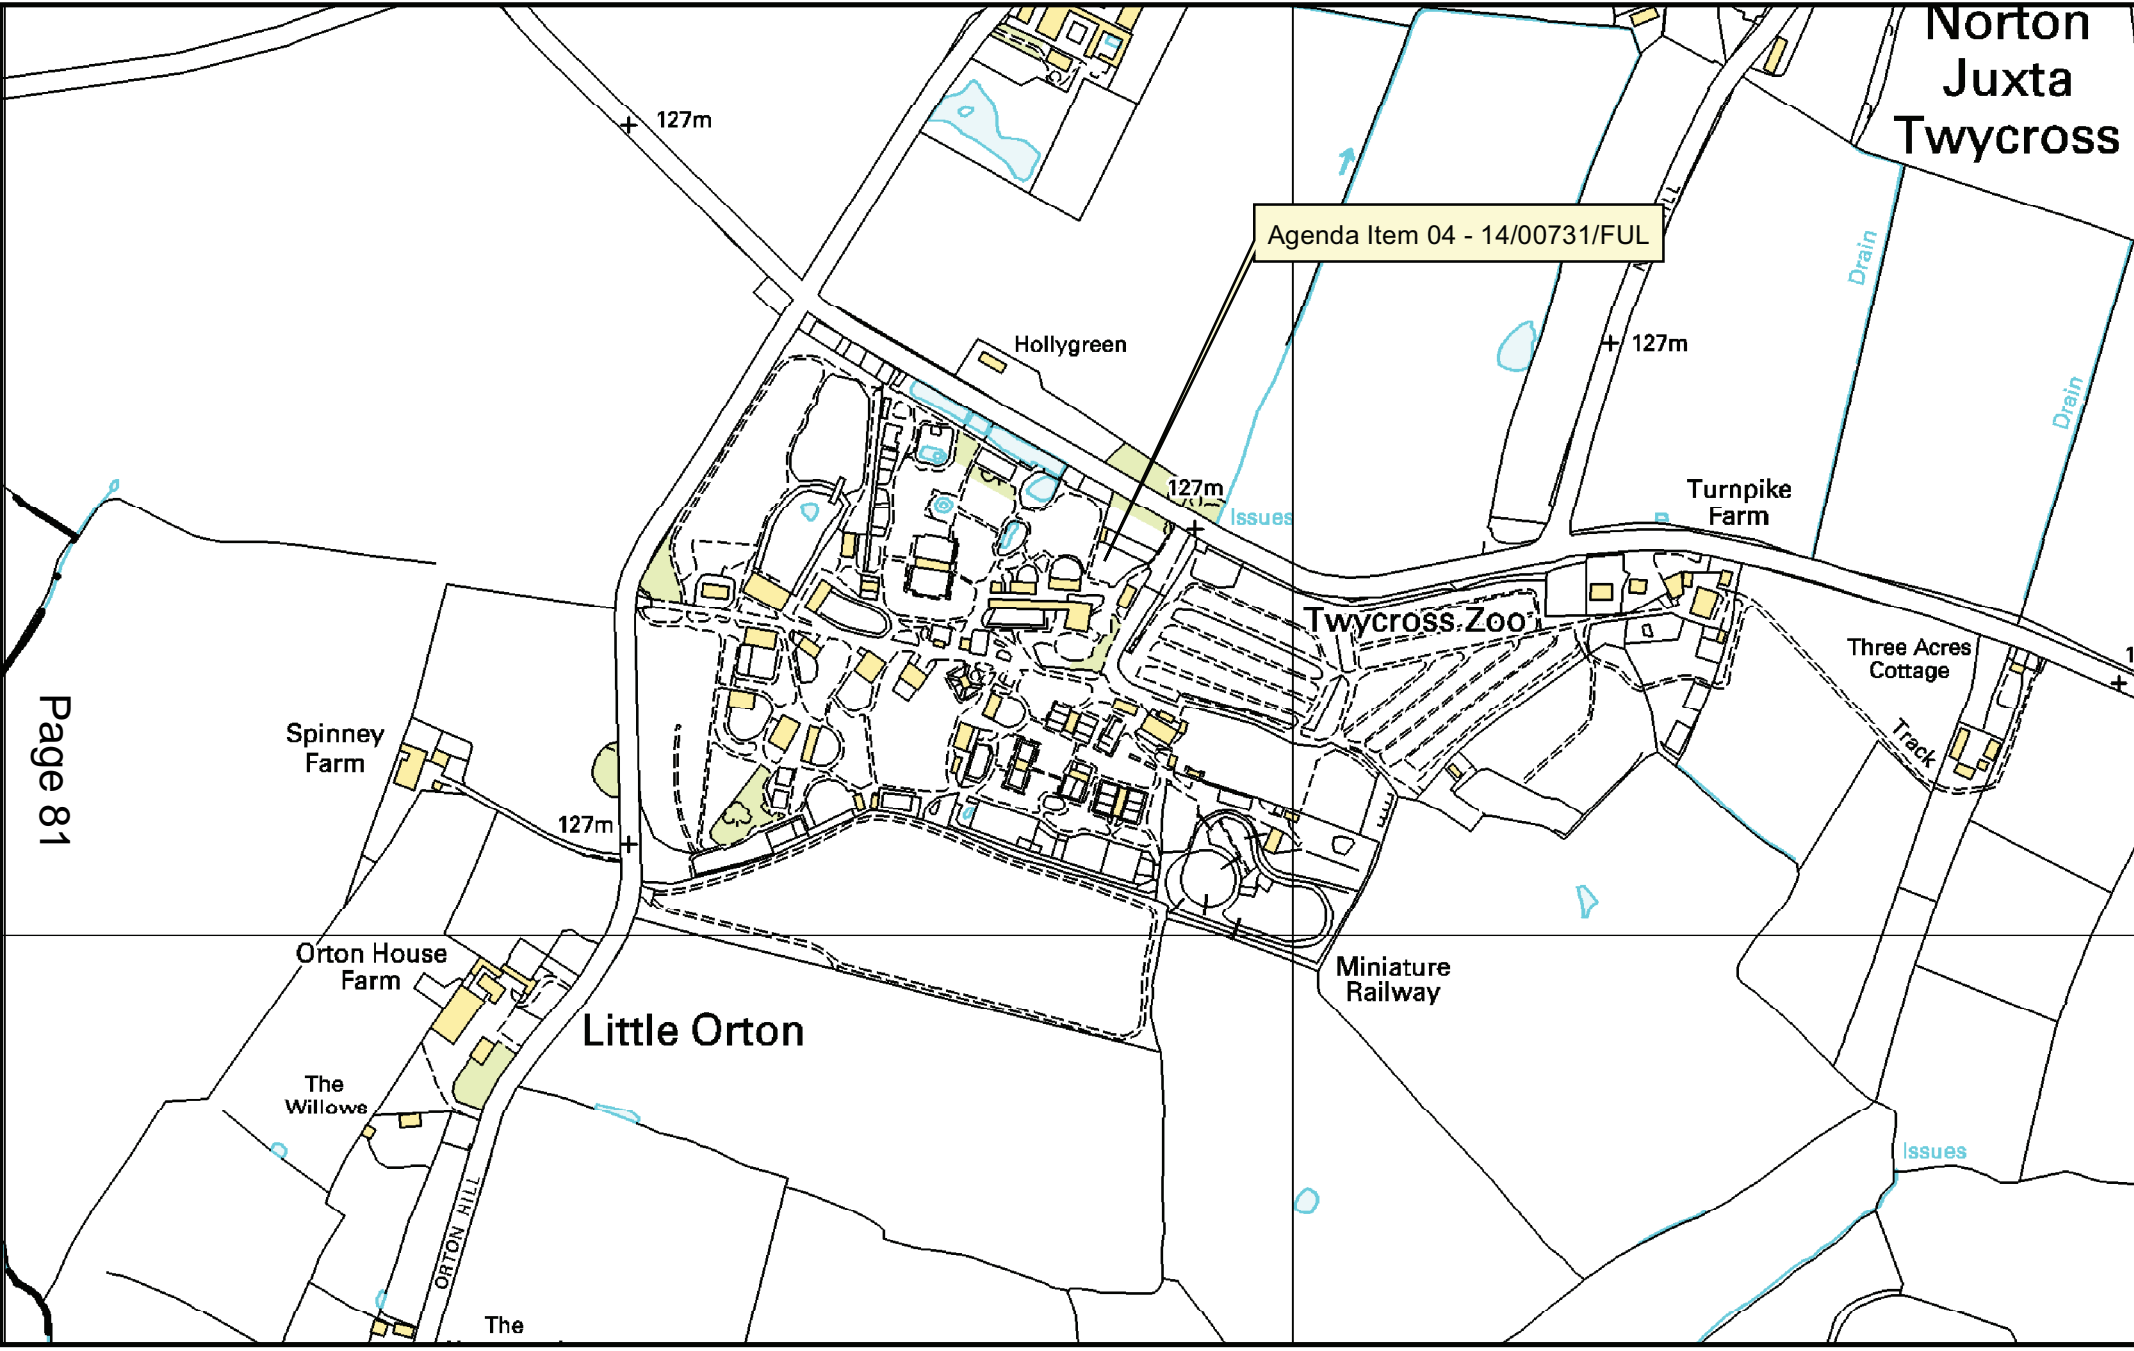 Norton
Juxta
Twycross
127m
Agenda Item 04 - 14/00731/FUL
Drain
Hollygreen
127m
Drain
127m
Issues
Turnpike
Farm
Twycross Zoo
Three Acres
Cottage
Track
Page 81
Spinney
Farm
127m
Orton House
Farm
Miniature
Railway
Little Orton
The
Willows
Issues
ORTON HILL
The